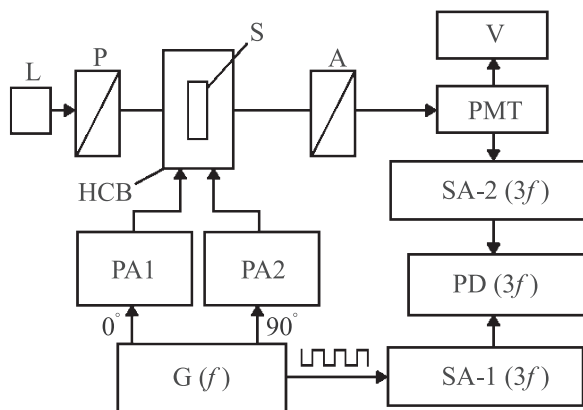 V
S
P
A
L
PMT
HCB
SA-2 (3f)
PA1
PA2
PD (3f)
0°
90°
G (f)
SA-1 (3f)